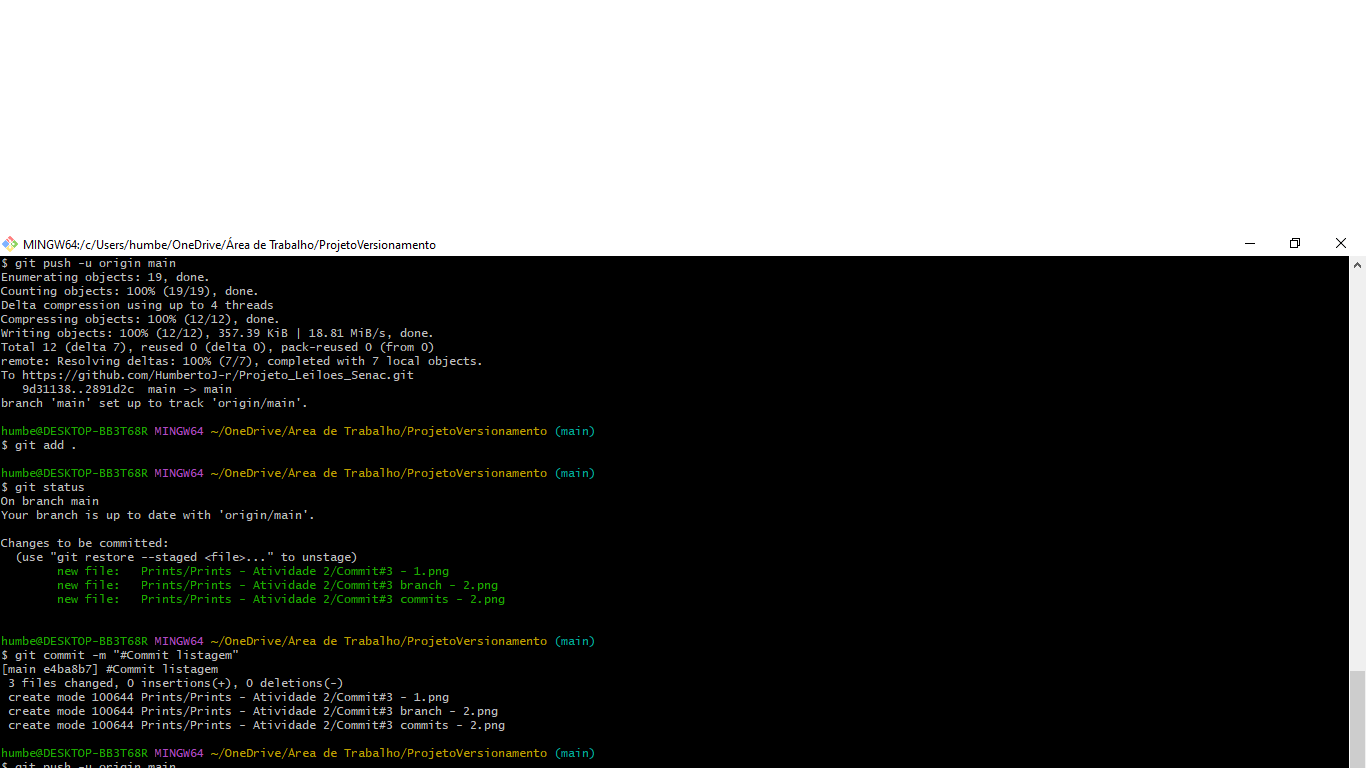 MINGW64:/c/Users/humbe/OneDrive/Área de Trabalho/ProjetoVersionamento
$ git push -u origin main
Enumerating objects: 19, done.
Counting objects: 100% (19/19), done.
Delta compression using up to 4 threads
Compressing objects: 100% (12/12), done.
Writing objects: 100% (12/12), 357.39 KiB | 18.81 MiB/s, done.
Total 12 (delta 7), reused 0 (delta 0), pack-reused 0 (from 0)
remote: Resolving deltas: 100% (7/7), completed with 7 local objects.
To https://github.com/HumbertoJ-r/Projeto_Leiloes_Senac.git
   9d31138..2891d2c  main -> main
branch 'main' set up to track 'origin/main'.
humbe@DESKTOP-BB3T68R MINGW64 ~/OneDrive/Área de Trabalho/ProjetoVersionamento (main)
$ git add .
humbe@DESKTOP-BB3T68R MINGW64 ~/OneDrive/Área de Trabalho/ProjetoVersionamento (main)
$ git status
On branch main
Your branch is up to date with 'origin/main'.
Changes to be committed:
  (use "git restore --staged <file>..." to unstage)
        new file:   Prints/Prints - Atividade 2/Commit#3 - 1.png
        new file:   Prints/Prints - Atividade 2/Commit#3 branch - 2.png
        new file:   Prints/Prints - Atividade 2/Commit#3 commits - 2.png
humbe@DESKTOP-BB3T68R MINGW64 ~/OneDrive/Área de Trabalho/ProjetoVersionamento (main)
$ git commit -m "#Commit listagem"
[main e4ba8b7] #Commit listagem
 3 files changed, 0 insertions(+), 0 deletions(-)
 create mode 100644 Prints/Prints - Atividade 2/Commit#3 - 1.png
 create mode 100644 Prints/Prints - Atividade 2/Commit#3 branch - 2.png
 create mode 100644 Prints/Prints - Atividade 2/Commit#3 commits - 2.png
humbe@DESKTOP-BB3T68R MINGW64 ~/OneDrive/Área de Trabalho/ProjetoVersionamento (main)
$ git push -u origin main